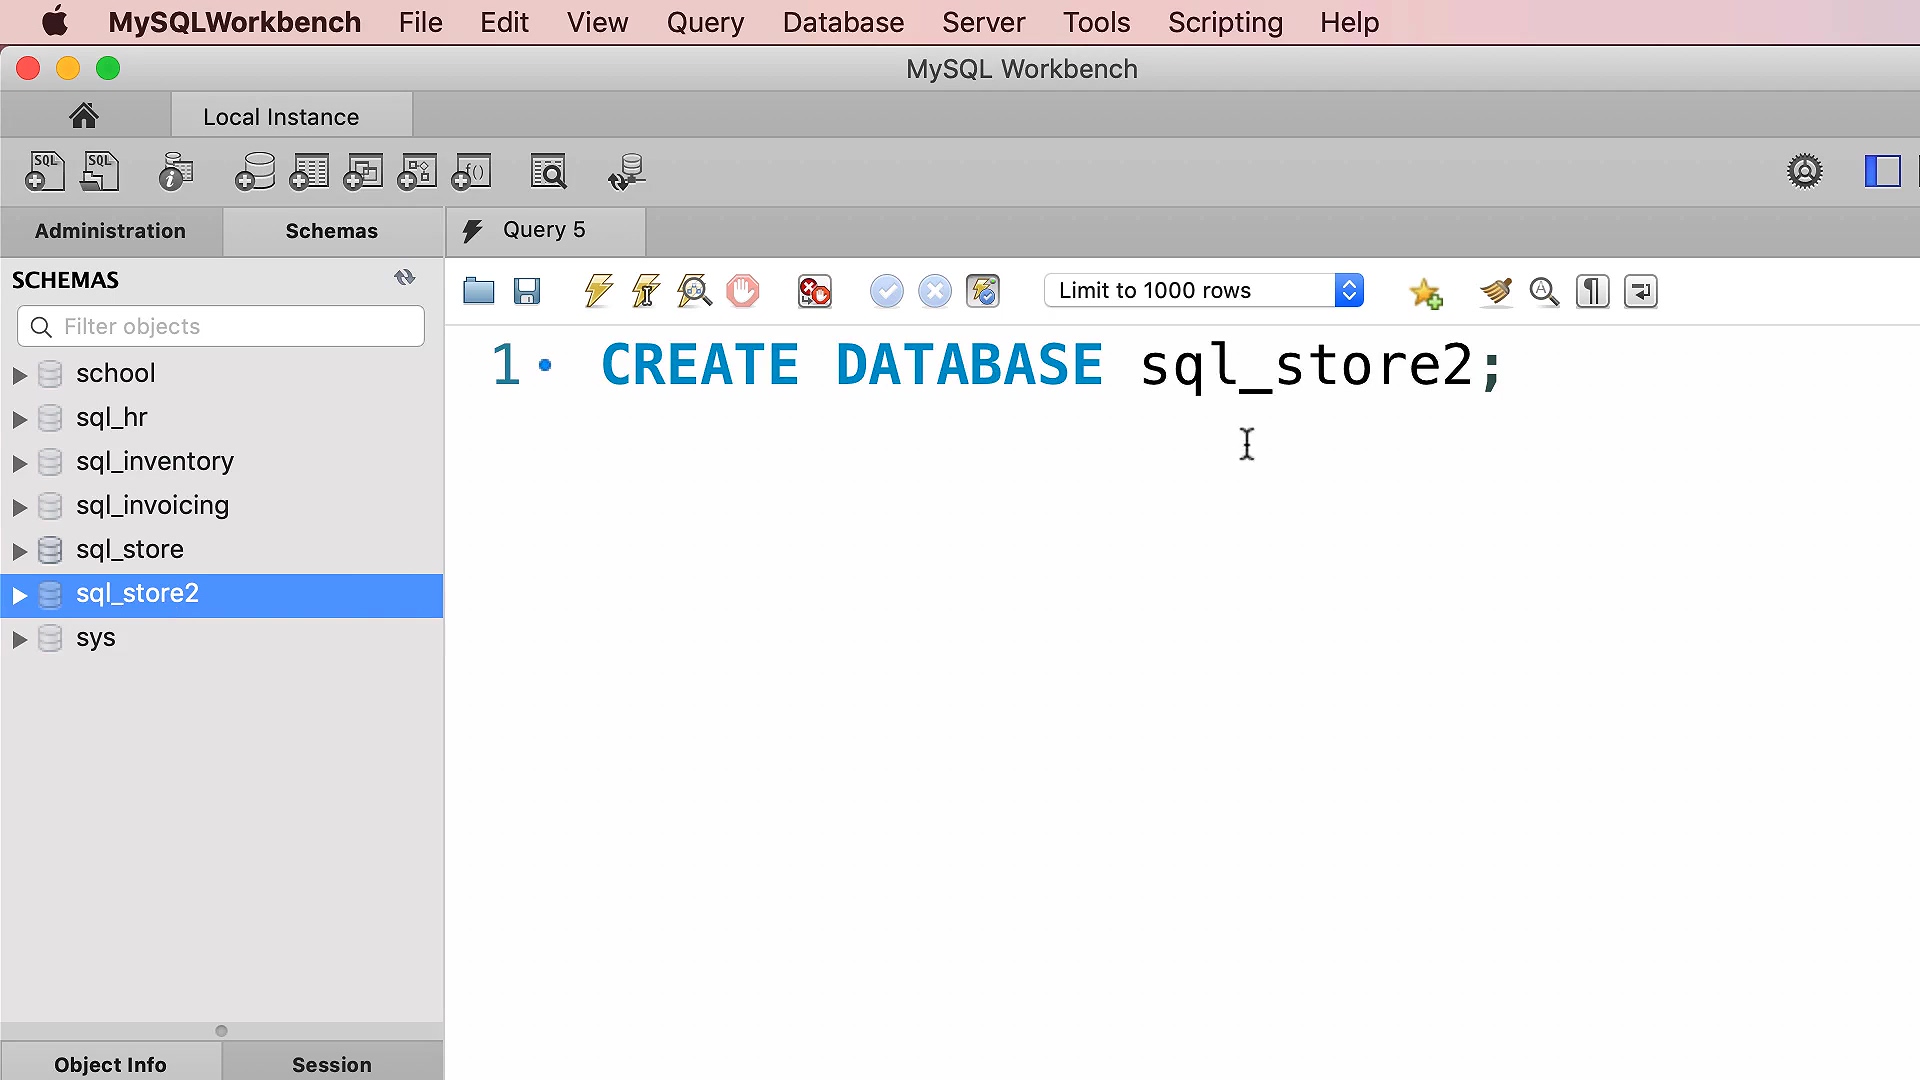 MySQLWorkbench File Edit View Query Database Server Tools Scripting Help
MySQL Workbench
Local Instance
SQL SQL f()
Administration Schemas Query 5
SCHEMAS
Limit to 1000 rows
Filter objects
1 CREATE DATABASE sql_store2;
school
sql_hr
sql_inventory
sql_invoicing
sql_store
sql_store2
sys
Object Info Session